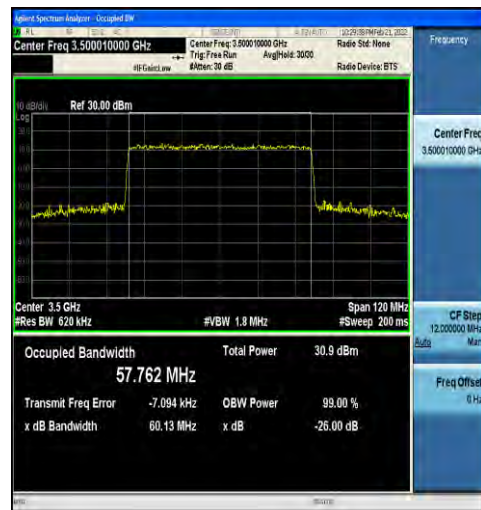 Agilent Spectrum Analyzer - Occupied BW
Center Freq 3.500010000 GHz
#IFGain:Low
Center Freq: 3.500010000 GHz
Trig: Free Run Avg|Hold: 30/30
#Atten: 30 dB
Radio Std: None
Radio Device: BTS
Frequency
10 dB/div Ref 30.00 dBm
Log
Center Freq
3.500010000 GHz
Center 3.5 GHz Span 120 MHz
#Res BW 620 kHz #VBW 1.8 MHz #Sweep 200 ms
CF Step
12.000000 MHz
Auto Man
Occupied Bandwidth Total Power 30.9 dBm
57.762 MHz
Transmit Freq Error -7.094 kHz OBW Power 99.00 %
x dB Bandwidth 60.13 MHz x dB -26.00 dB
Freq Offset
0 Hz